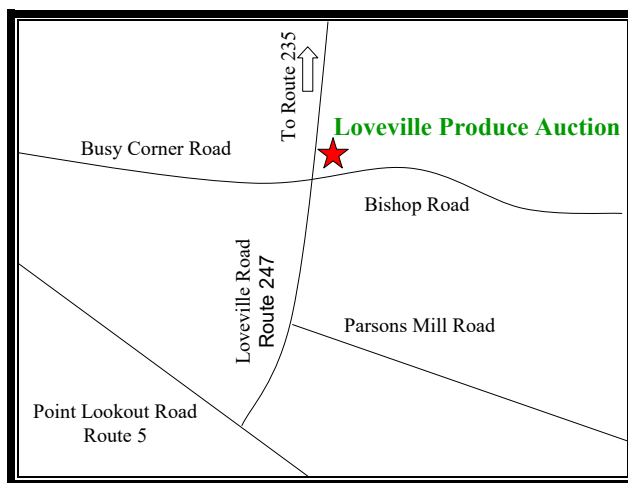 To Route 235
Loveville Produce Auction
Busy Corner Road
Bishop Road
Loveville Road
Route 247
Parsons Mill Road
Point Lookout Road
Route 5